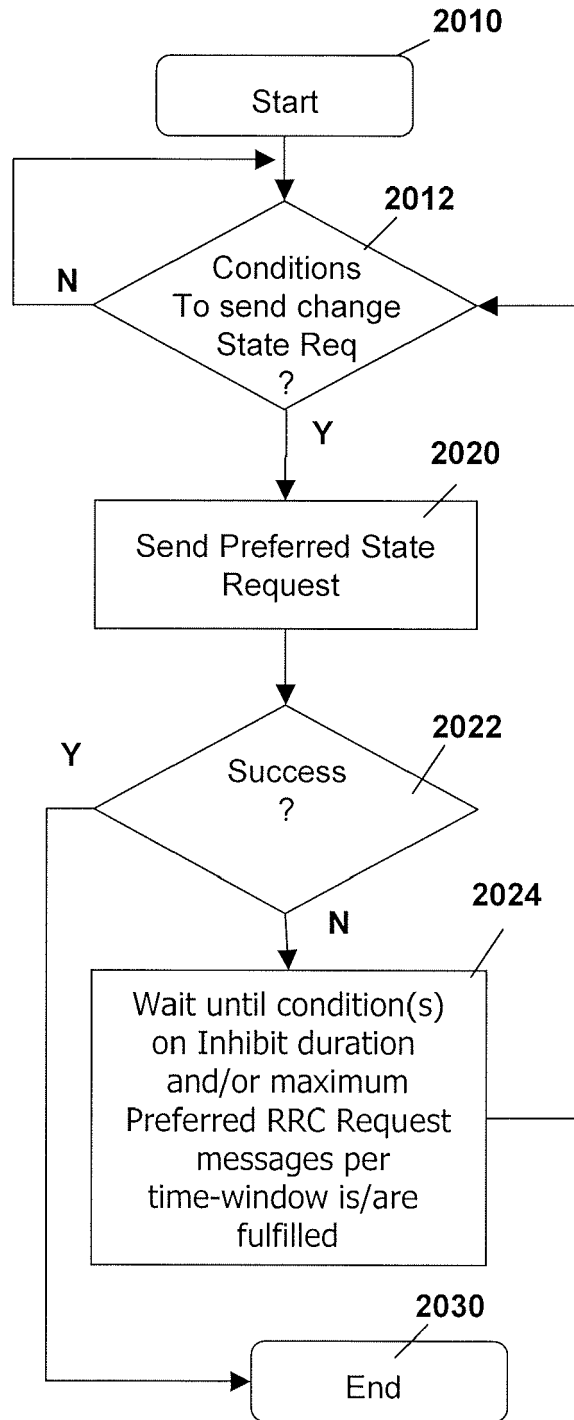 2010
Start
2012
Conditions
To send change
State Req
?
N
Y
2020
Send Preferred State
Request
2022
Y
Success
?
N
2024
Wait until condition(s)
on Inhibit duration
and/or maximum
Preferred RRC Request
messages per
time-window is/are
fulfilled
2030
End